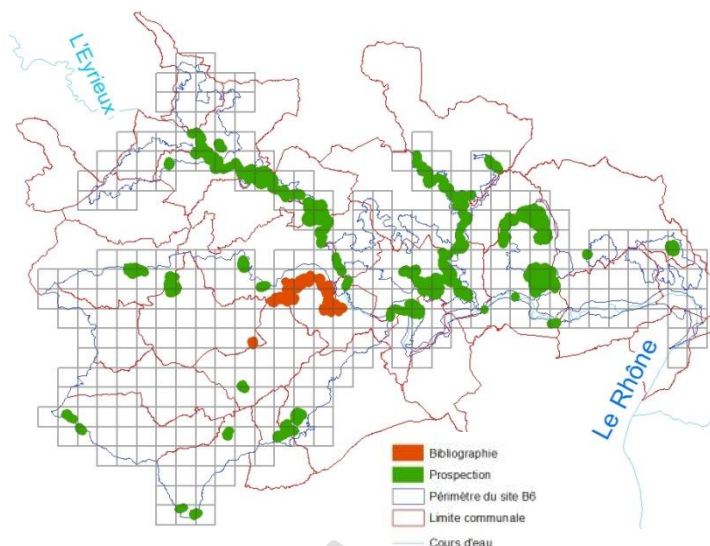 L'Eyrieux
Le Rhône
Bibliographie
Prospection
Périmètre du site B6
Limite communale
Cours d'eau